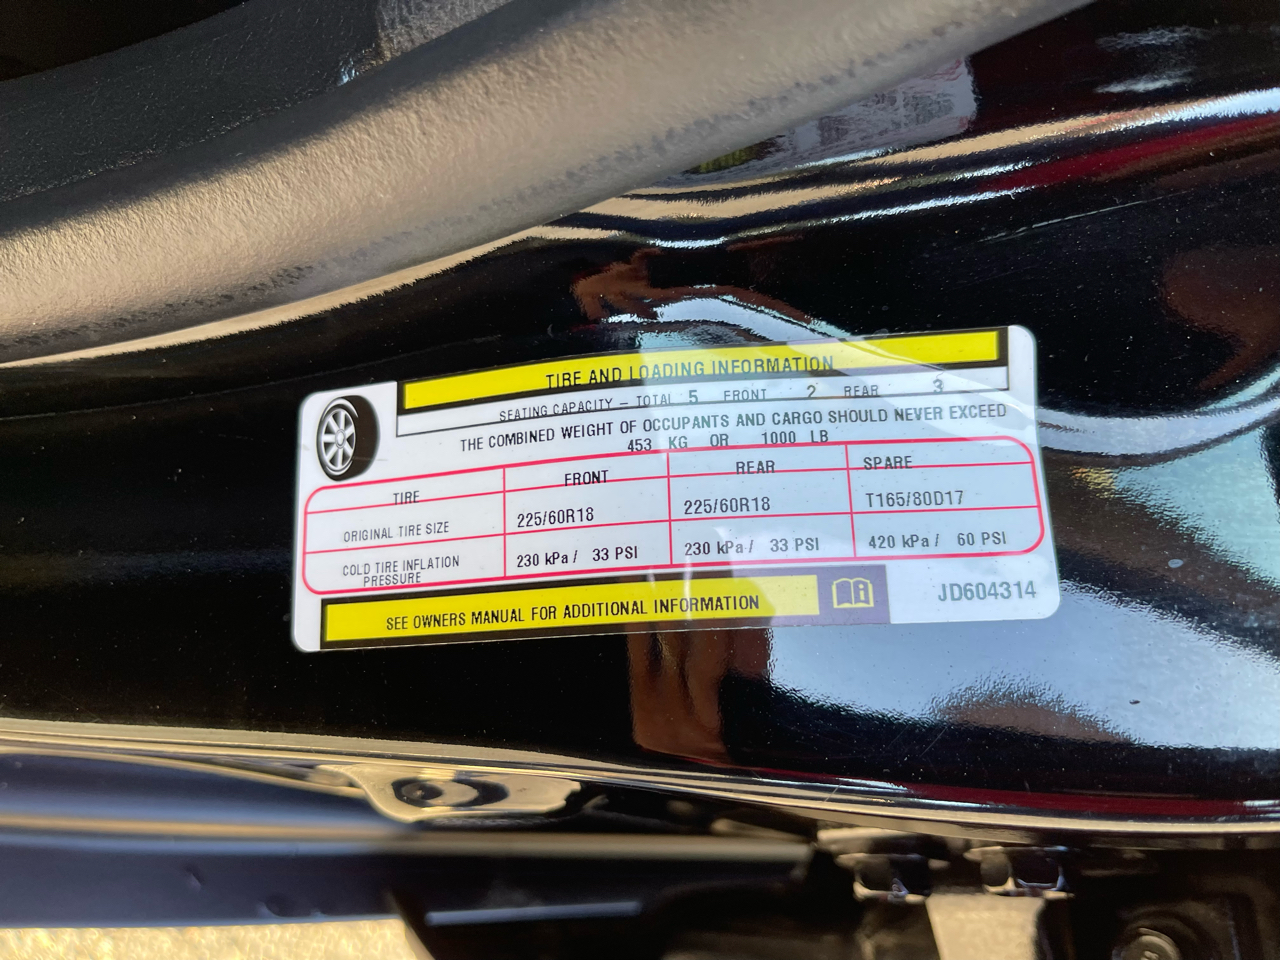 TIRE AND LOADING INFORMATION
SEATING CAPACITY – TOTAL 5 FRONT 2 REAR 3
THE COMBINED WEIGHT OF OCCUPANTS AND CARGO SHOULD NEVER EXCEED
453 KG OR 1000 LB
TIRE FRONT REAR SPARE
ORIGINAL TIRE SIZE 225/60R18 225/60R18 T165/80D17
COLD TIRE INFLATION PRESSURE 230 kPa / 33 PSI 230 kPa / 33 PSI 420 kPa / 60 PSI
SEE OWNERS MANUAL FOR ADDITIONAL INFORMATION
JD604314